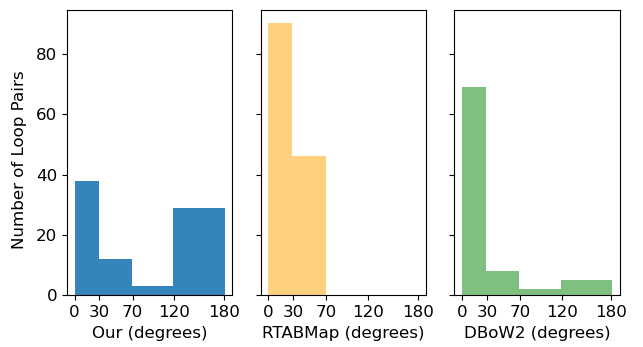 Number of Loop Pairs
80
60
40
20
0
0 30 70 120 180
Our (degrees)
0 30 70 120 180
RTABMap (degrees)
0 30 70 120 180
DBoW2 (degrees)